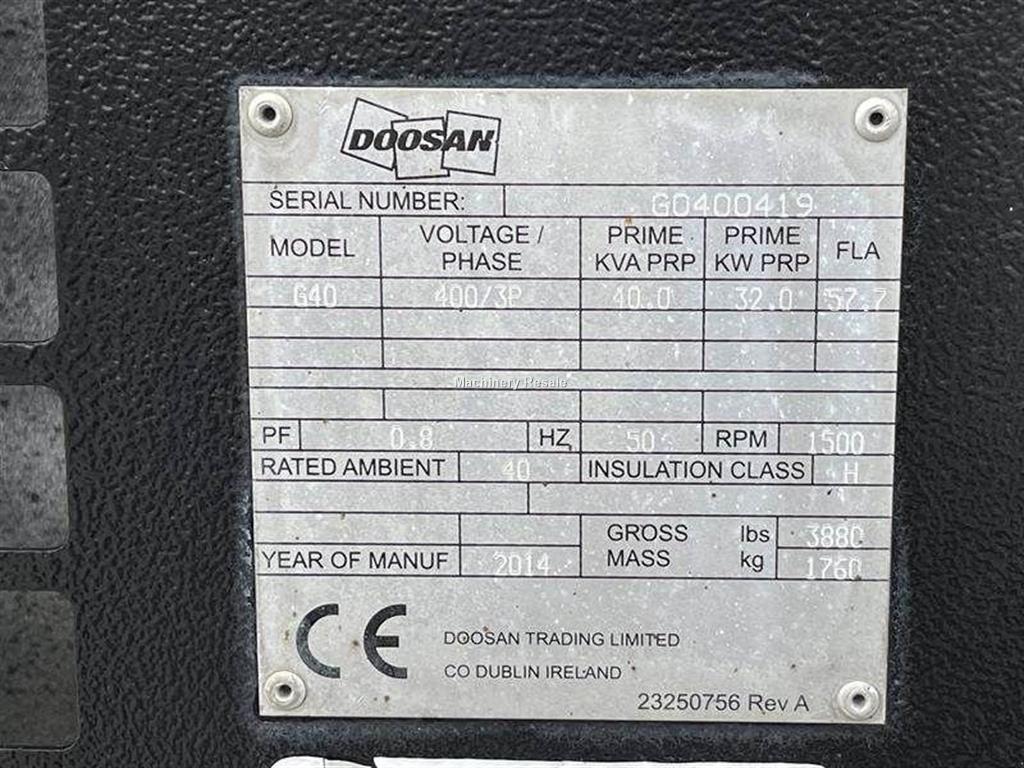 DOOSAN
SERIAL NUMBER: G0400419
MODEL VOLTAGE / PHASE PRIME KVA PRP PRIME KW PRP FLA
G40 400/3P 40.0 32.0 57.7
Machinery Resale
PF 0.8 HZ 50 RPM 1500
RATED AMBIENT 40 INSULATION CLASS H
GROSS MASS lbs 3880
YEAR OF MANUF 2014 kg 1760
CE DOOSAN TRADING LIMITED
CO DUBLIN IRELAND
23250756 Rev A